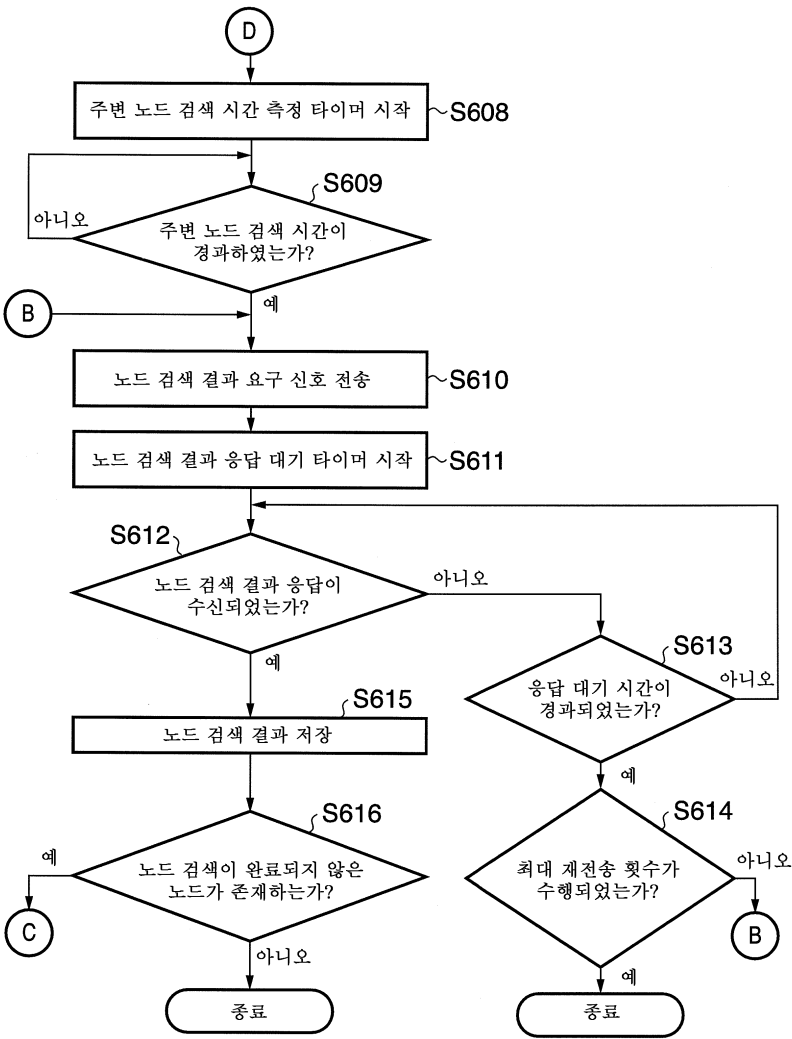 D
주변 노드 검색 시간 측정 타이머 시작
S608
S609
아니오
주변 노드 검색 시간이
경과하였는가?
예
B
노드 검색 결과 요구 신호 전송
S610
노드 검색 결과 응답 대기 타이머 시작
S611
S612
노드 검색 결과 응답이
수신되었는가?
아니오
예
S613
응답 대기 시간이
경과되었는가?
아니오
예
S615
노드 검색 결과 저장
S616
노드 검색이 완료되지 않은
노드가 존재하는가?
예
C
아니오
종료
S614
최대 재전송 횟수가
수행되었는가?
아니오
B
예
종료